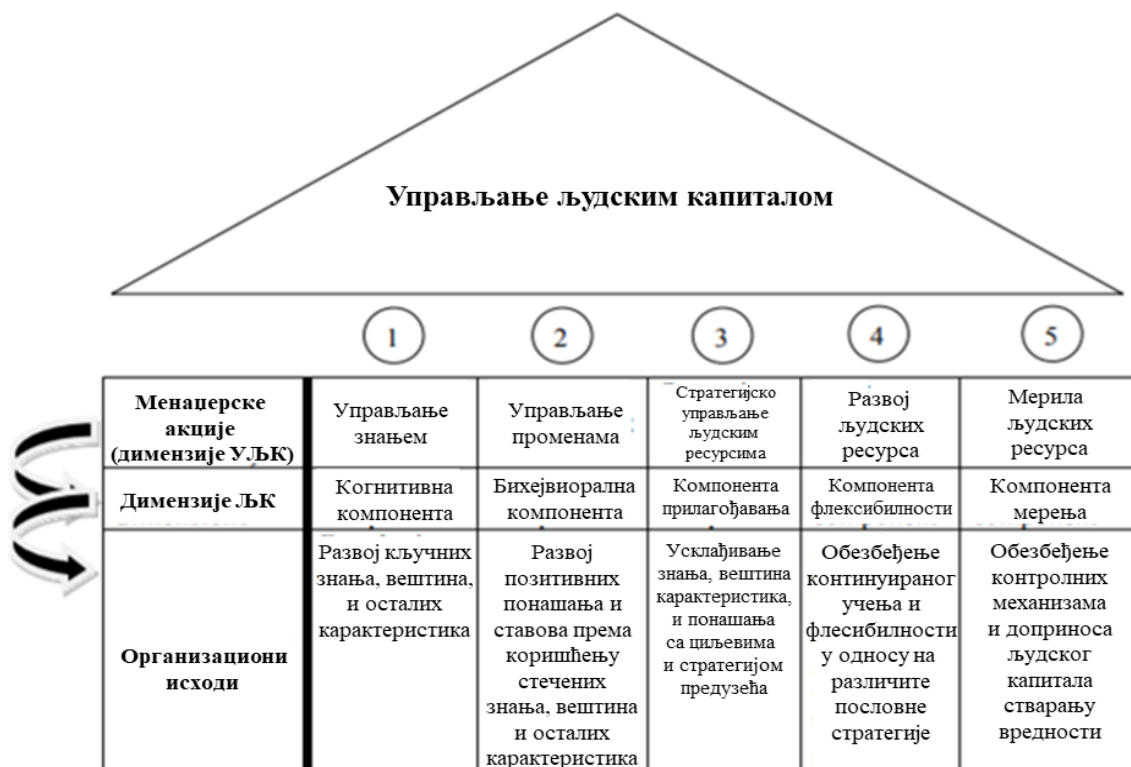 Управљање људским капиталом
1
2
3
4
5
Менаџерске
акције
(димензије УЉК)
Управљање
знањем
Управљање
променама
Стратегијско
управљање
људским
ресурсима
Развој
људских
ресурса
Мерила
људских
ресурса
Димензије ЉК
Когнитивна
компонента
Бихејвиорална
компонента
Компонента
прилагођавања
Компонента
флексибилности
Компонента
мерења
Организациони
исходи
Развој кључних
знања, вештина,
и осталих
карактеристика
Развој
позитивних
понашања и
ставова према
коришћењу
стечених
знања, вештина
и осталих
карактеристика
Усклађивање
знања, вештина
карактеристика,
и понашања
са циљевима
и стратегијом
предузећа
Обезбеђење
континуираног
учења и
флесибилности
у односу на
различите
пословне
стратегије
Обезбеђење
контролних
механизама
и доприноса
људског
капитала
стварању
вредности